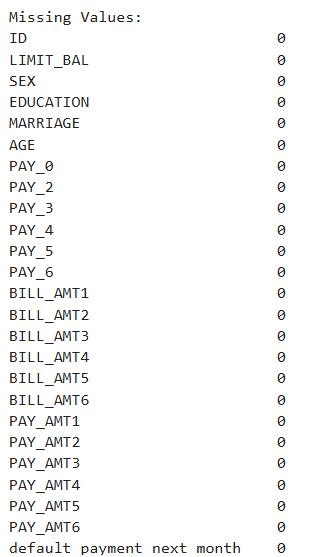 Missing Values:
ID 0
LIMIT_BAL 0
SEX 0
EDUCATION 0
MARRIAGE 0
AGE 0
PAY_0 0
PAY_2 0
PAY_3 0
PAY_4 0
PAY_5 0
PAY_6 0
BILL_AMT1 0
BILL_AMT2 0
BILL_AMT3 0
BILL_AMT4 0
BILL_AMT5 0
BILL_AMT6 0
PAY_AMT1 0
PAY_AMT2 0
PAY_AMT3 0
PAY_AMT4 0
PAY_AMT5 0
PAY_AMT6 0
default payment next month 0